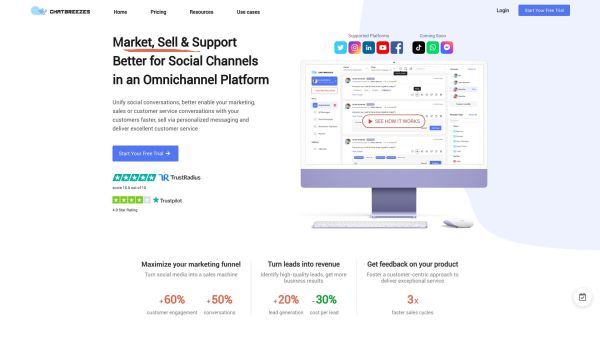 CHATBREEZES
Home
Pricing
Resources
Use cases
Login
Start Your Free Trial
Market, Sell & Support
Better for Social Channels
in an Omnichannel Platform
Unify social conversations, better enable your marketing,
sales or customer service conversations with your
customers faster, sell via personalized messaging and
deliver excellent customer service
Start Your Free Trial →
TrustRadius
score 10.0 out of 10
Trustpilot
4.0 Star Rating
Supported Platforms
Coming Soon
SEE HOW IT WORKS
Maximize your marketing funnel
Turn social media into a sales machine
+60%
customer engagement
+50%
conversations
Turn leads into revenue
Identify high-quality leads, get more
business results
+20%
lead generation
-30%
cost per lead
Get feedback on your product
Foster a customer-centric approach to
deliver exceptional service
3x
faster sales cycles